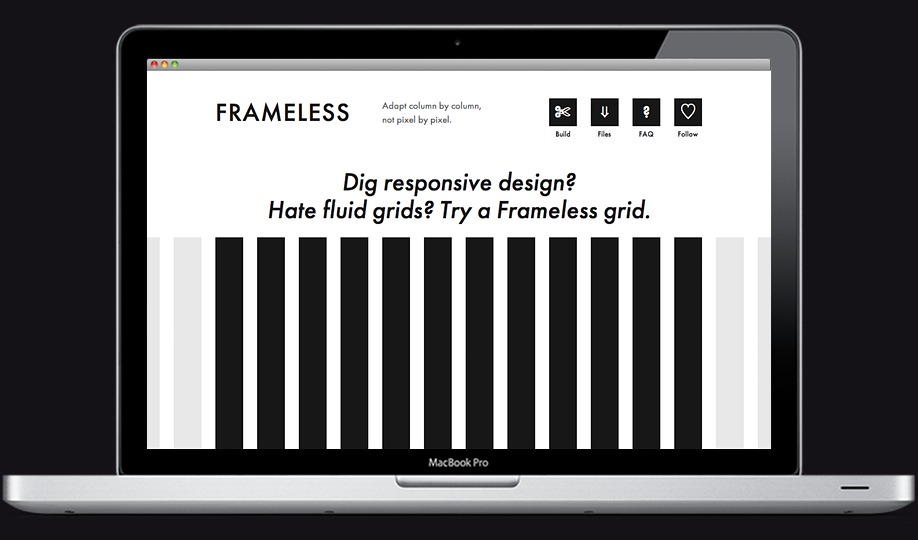 FRAMELESS
Adapt column by column,
not pixel by pixel.
Build
Files
FAQ
Follow
Dig responsive design?
Hate fluid grids? Try a Frameless grid.
MacBook Pro